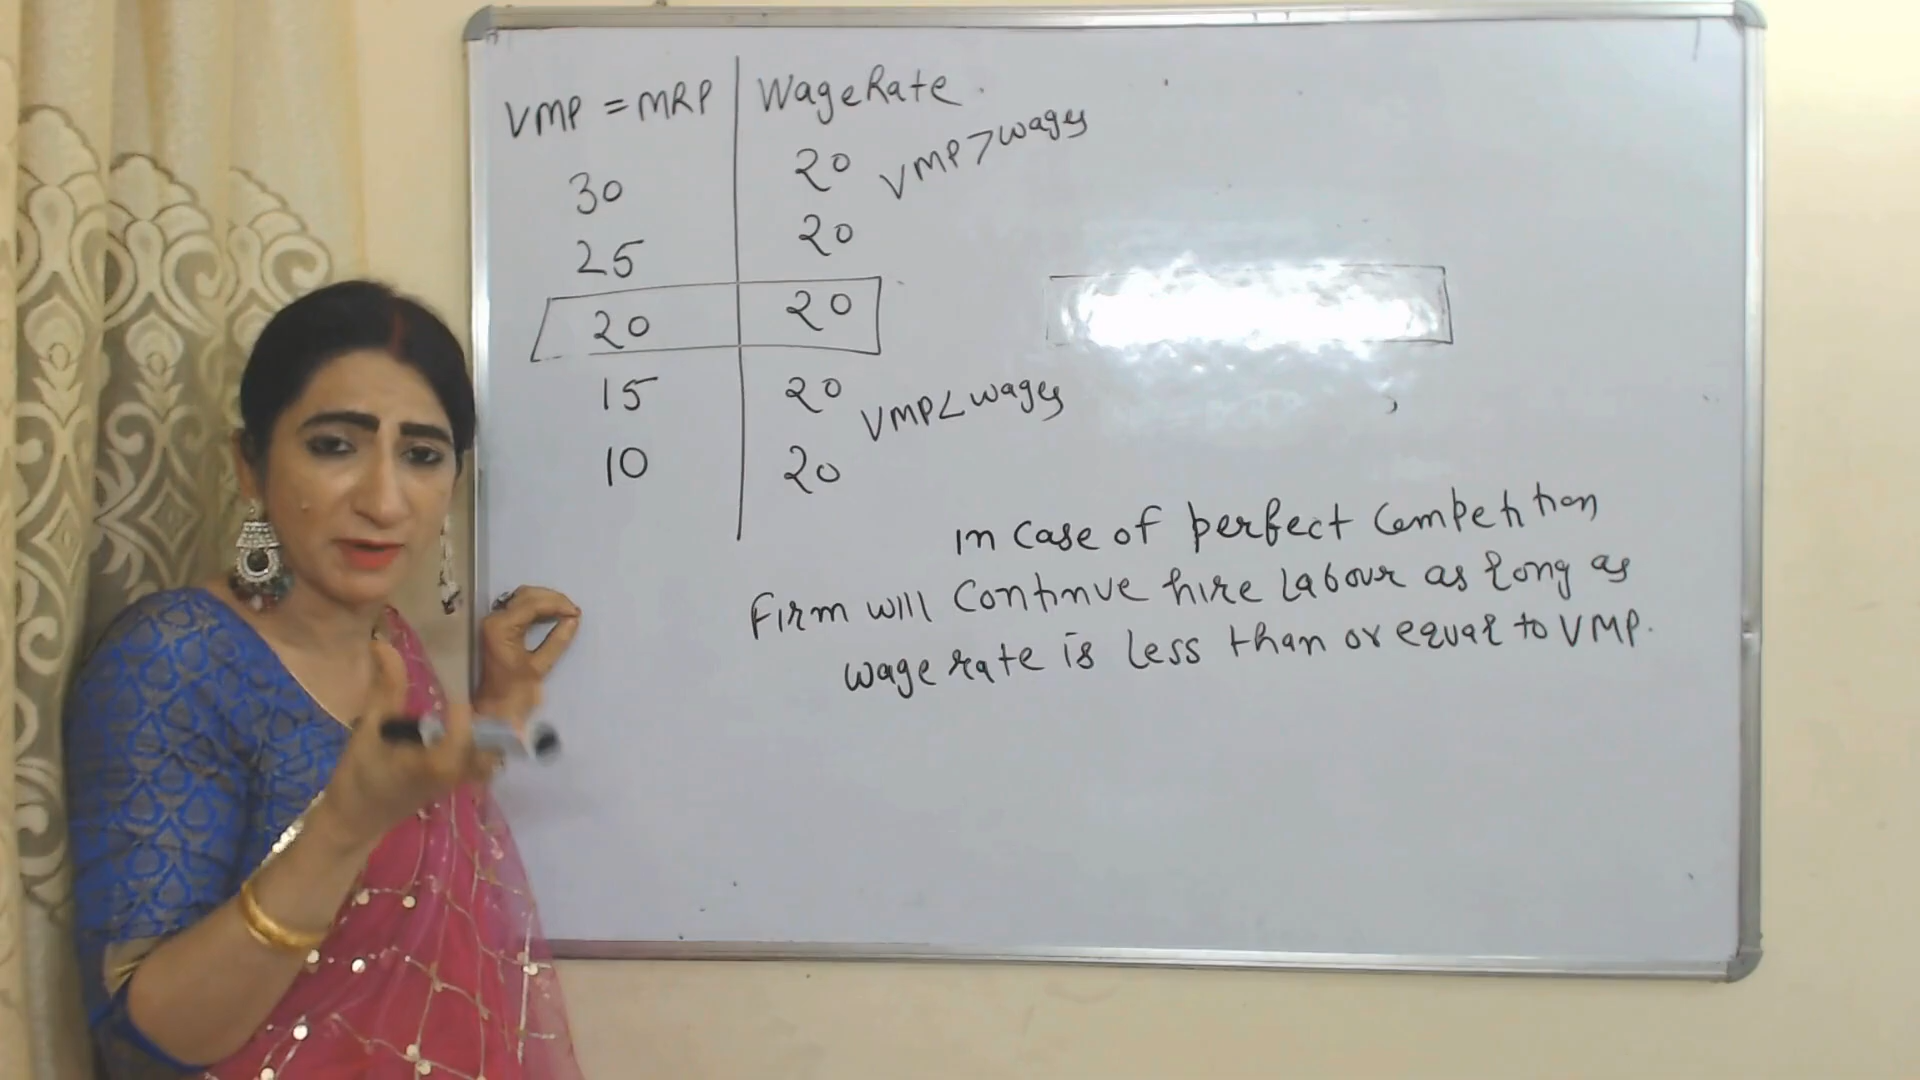 VMP = MRP | Wage Rate
30 20 VMP > wages
25 20
20 20
15 20 VMP < wages
10 20
In Case of perfect Competition
Firm will Continue hire Labour as long as
wage rate is less than or equal to VMP.